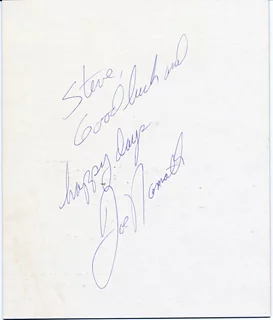 Steve,
Good luck and
happy days
Joe Namath